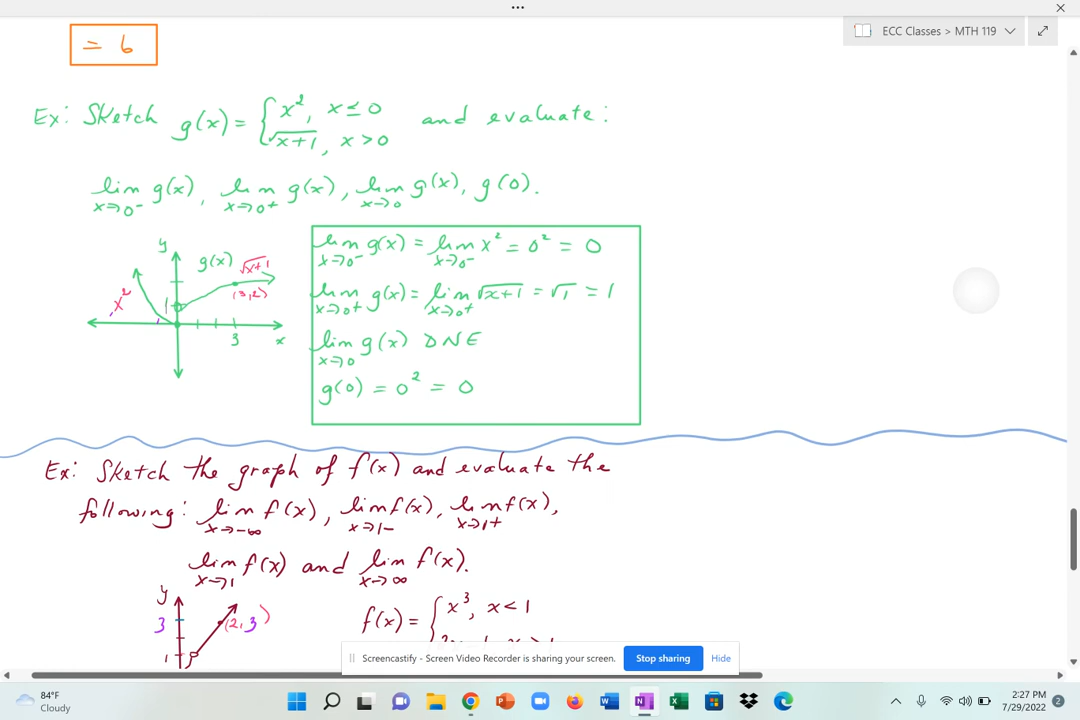 ECC Classes > MTH 119
= 6
Ex: Sketch g(x) = { x², x ≤ 0 and evaluate:
√x+1, x > 0
lim x→0⁻ g(x), lim x→0⁺ g(x), lim x→0 g(x), g(0).
y
g(x) √x+1
x²
1
(3,2)
3 x
lim x→0⁻ g(x) = lim x→0⁻ x² = 0² = 0
lim x→0⁺ g(x) = lim x→0⁺ √x+1 = √1 = 1
lim x→0 g(x) DNE
g(0) = 0² = 0
Ex: Sketch the graph of f(x) and evaluate the
following: lim x→-∞ f(x), lim x→1- f(x), lim x→1+ f(x),
lim x→1 f(x) and lim x→∞ f(x).
y
3 (2,3)
1
f(x) = { x³, x < 1
Screencastify - Screen Video Recorder is sharing your screen. Stop sharing Hide
84°F
Cloudy
2:27 PM
7/29/2022
2